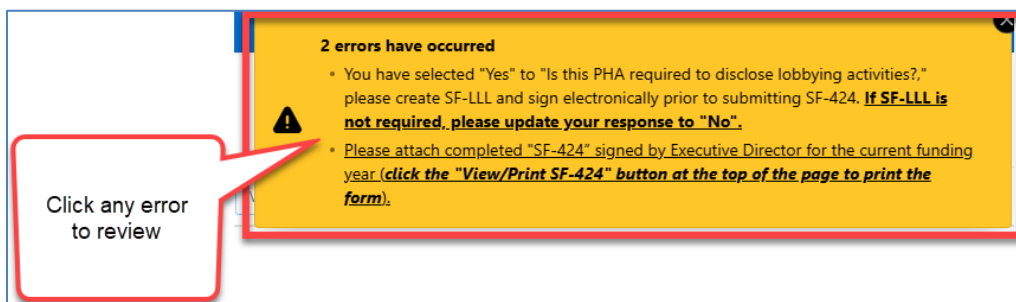 2 errors have occurred
• You have selected "Yes" to "Is this PHA required to disclose lobbying activities?,"
please create SF-LLL and sign electronically prior to submitting SF-424. If SF-LLL is
not required, please update your response to "No".
• Please attach completed "SF-424" signed by Executive Director for the current funding
year (click the "View/Print SF-424" button at the top of the page to print the
form).
Click any error
to review